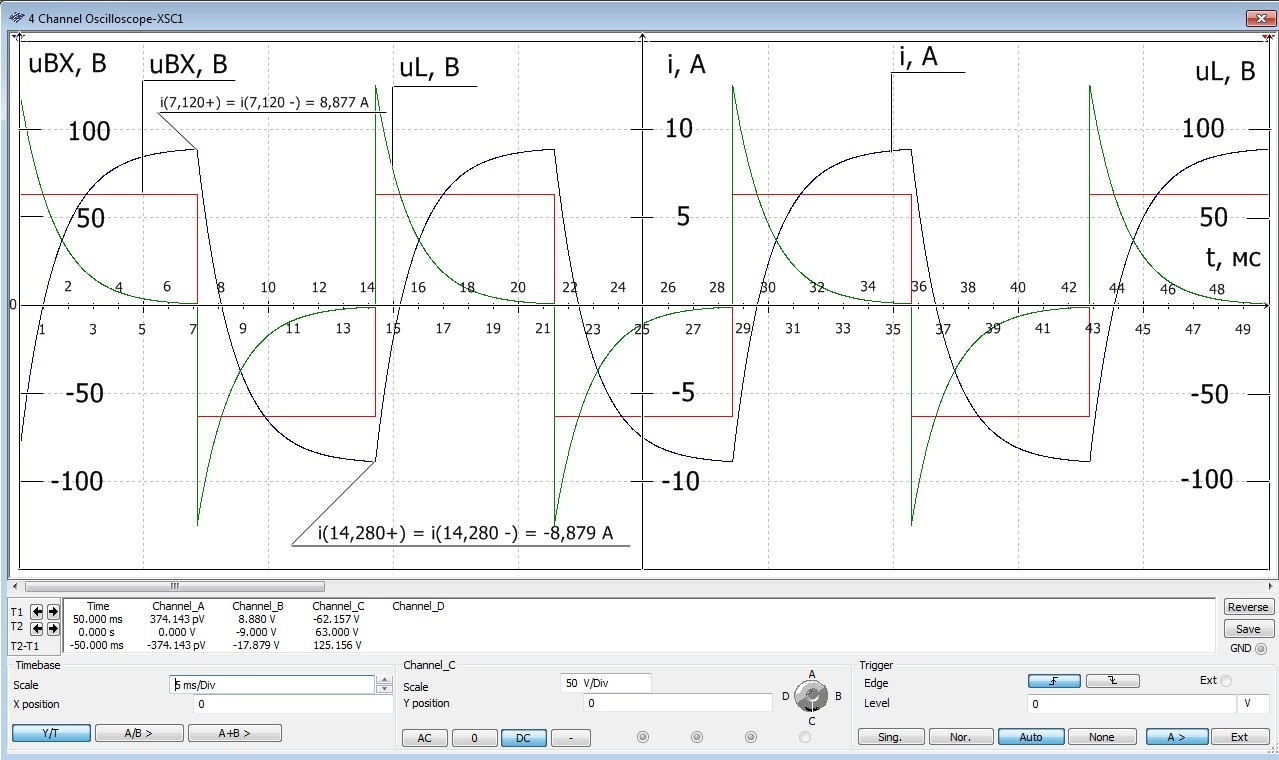 4 Channel Oscilloscope-XSC1
uBX, B uBX, B uL, B i, A i, A uL, B
i(7,120+) = i(7,120 -) = 8,877 A
100 10 100
50 5 50
t, мс
2 4 6 8 10 12 14 16 18 20 22 24 26 28 30 32 34 36 38 40 42 44 46 48
0
1 3 5 7 9 11 13 15 17 19 21 23 25 27 29 31 33 35 37 39 41 43 45 47 49
-50 -5 -50
-100 -10 -100
i(14,280+) = i(14,280 -) = -8,879 A
Time Channel_A Channel_B Channel_C Channel_D
T1 50.000 ms 374.143 pV 8.880 V -62.157 V
T2 0.000 s 0.000 V -9.000 V 63.000 V
T2-T1 -50.000 ms -374.143 pV -17.879 V 125.156 V
Reverse
Save
GND
Timebase
Scale 5 ms/Div
X position 0
Y/T A/B > A+B >
Channel_C
Scale 50 V/Div
Y position 0
A
D B
C
AC 0 DC -
Trigger
Edge Ext
Level 0 V
Sing. Nor. Auto None A > Ext